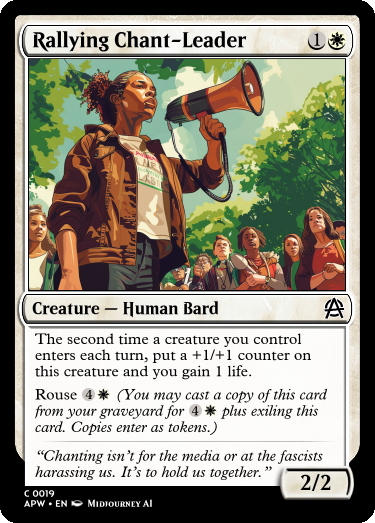 Rallying Chant-Leader 1
Creature — Human Bard
The second time a creature you control
enters each turn, put a +1/+1 counter on
this creature and you gain 1 life.
Rouse 4 (You may cast a copy of this card
from your graveyard for 4 plus exiling this
card. Copies enter as tokens.)
“Chanting isn't for the media or at the fascists
harassing us. It's to hold us together.”
2/2
C 0019
APW • EN Midjourney AI